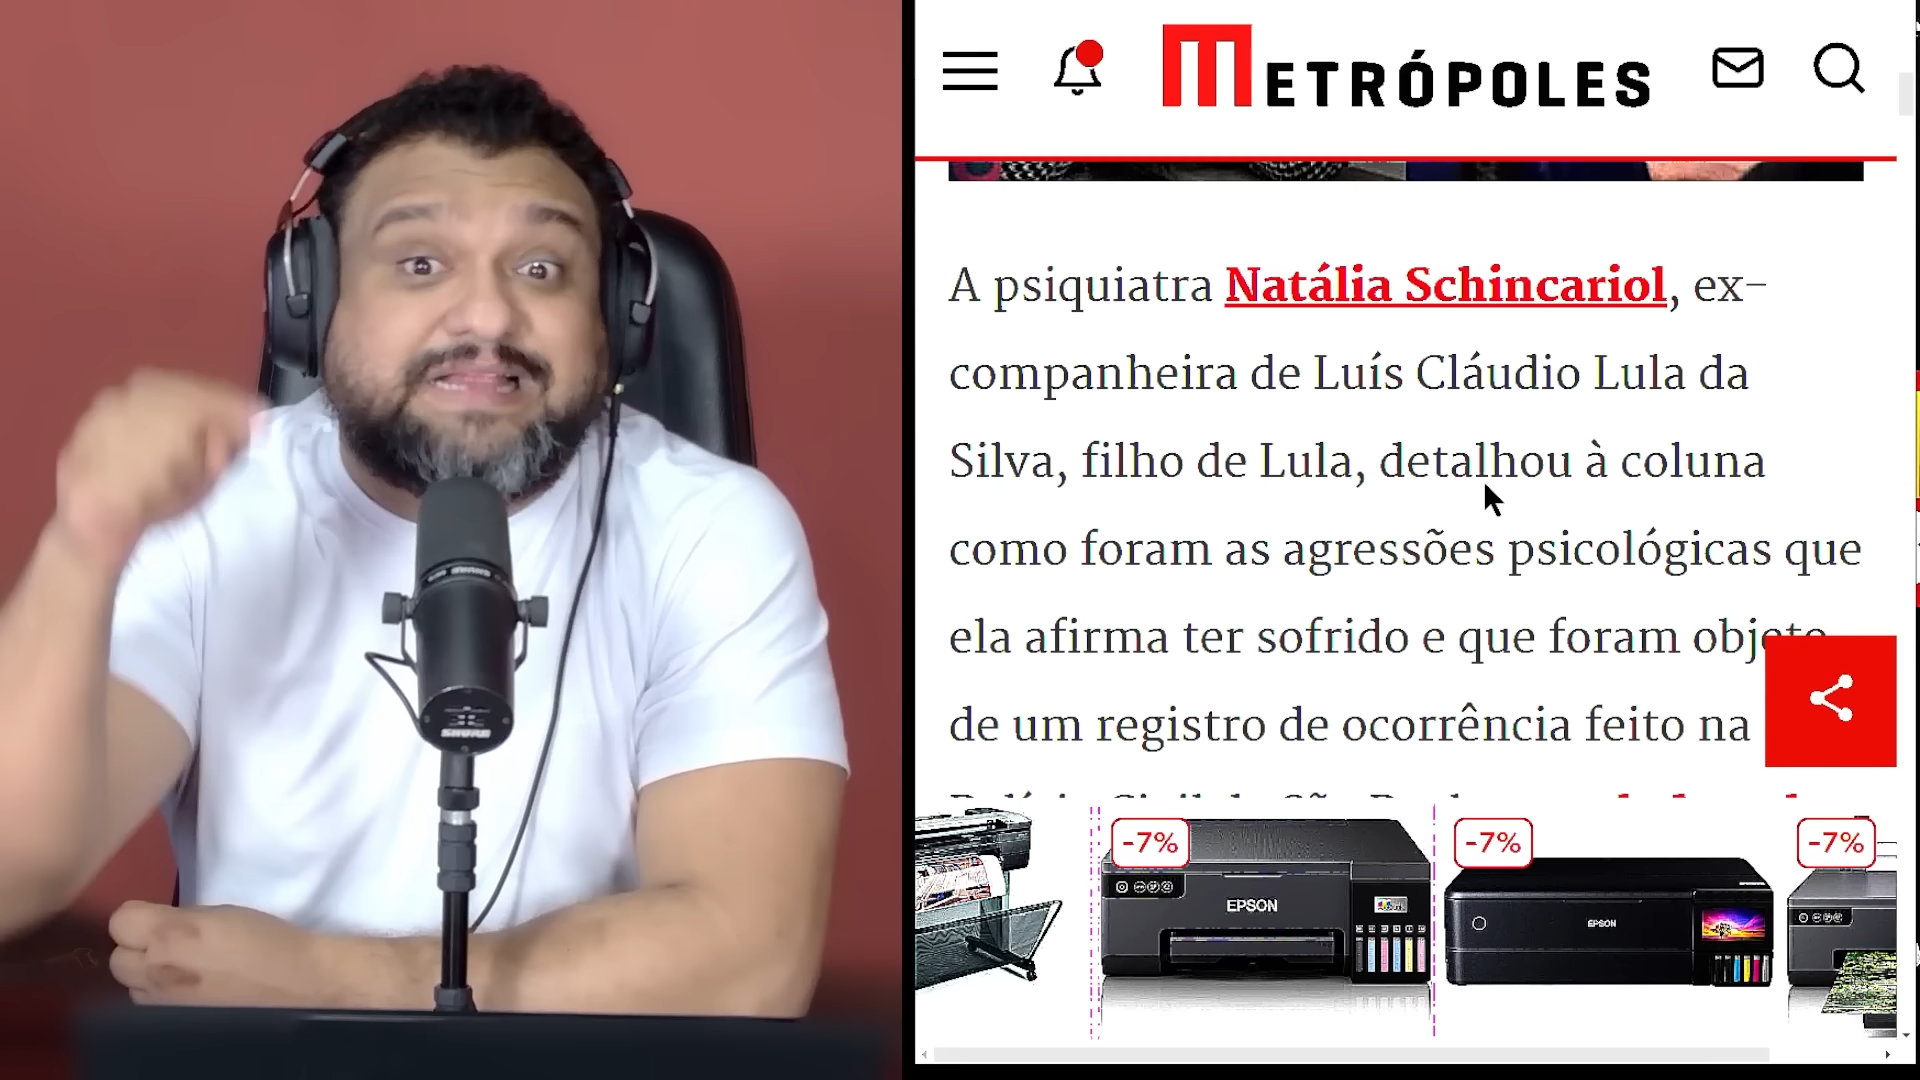 METRÓPOLES
A psiquiatra Natália Schincariol, ex-
companheira de Luís Cláudio Lula da
Silva, filho de Lula, detalhou à coluna
como foram as agressões psicológicas que
ela afirma ter sofrido e que foram objeto
de um registro de ocorrência feito na
-7%
-7%
-7%
EPSON
EPSON
SHURE